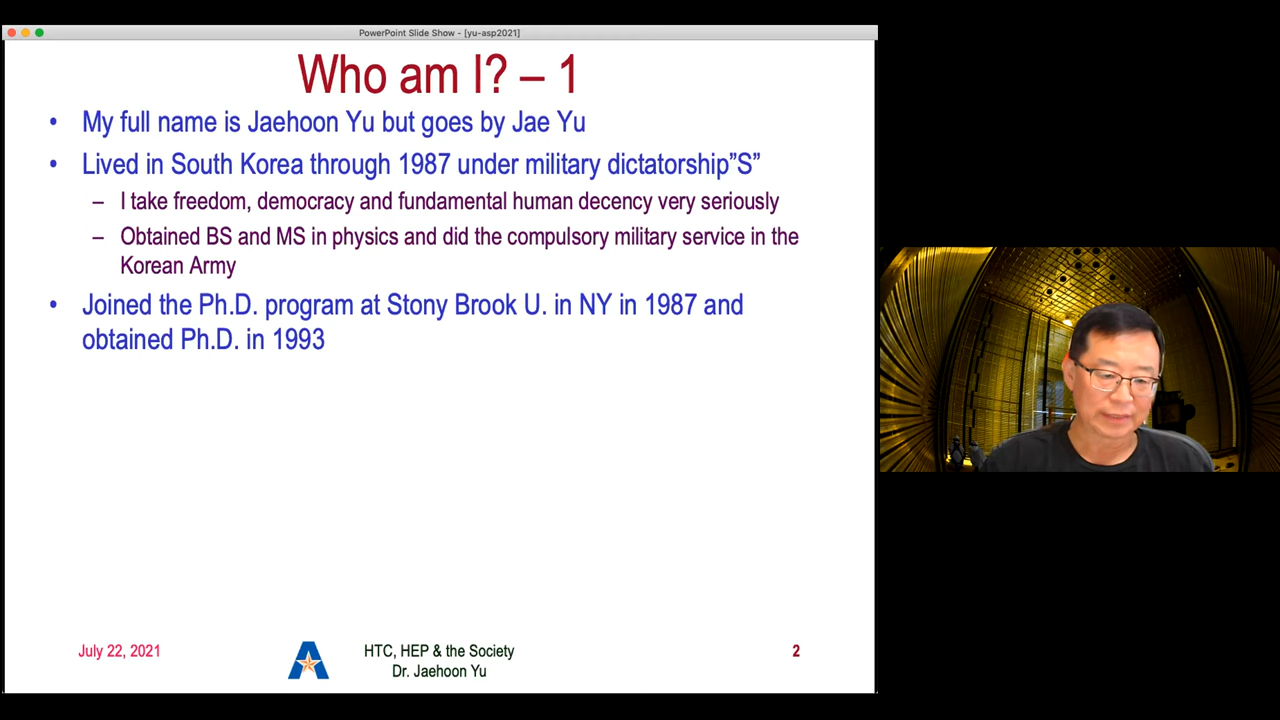 PowerPoint Slide Show - [yu-asp2021]
Who am I? – 1
• My full name is Jaehoon Yu but goes by Jae Yu
• Lived in South Korea through 1987 under military dictatorship”S”
– I take freedom, democracy and fundamental human decency very seriously
– Obtained BS and MS in physics and did the compulsory military service in the
Korean Army
• Joined the Ph.D. program at Stony Brook U. in NY in 1987 and
obtained Ph.D. in 1993
July 22, 2021
HTC, HEP & the Society
Dr. Jaehoon Yu
2